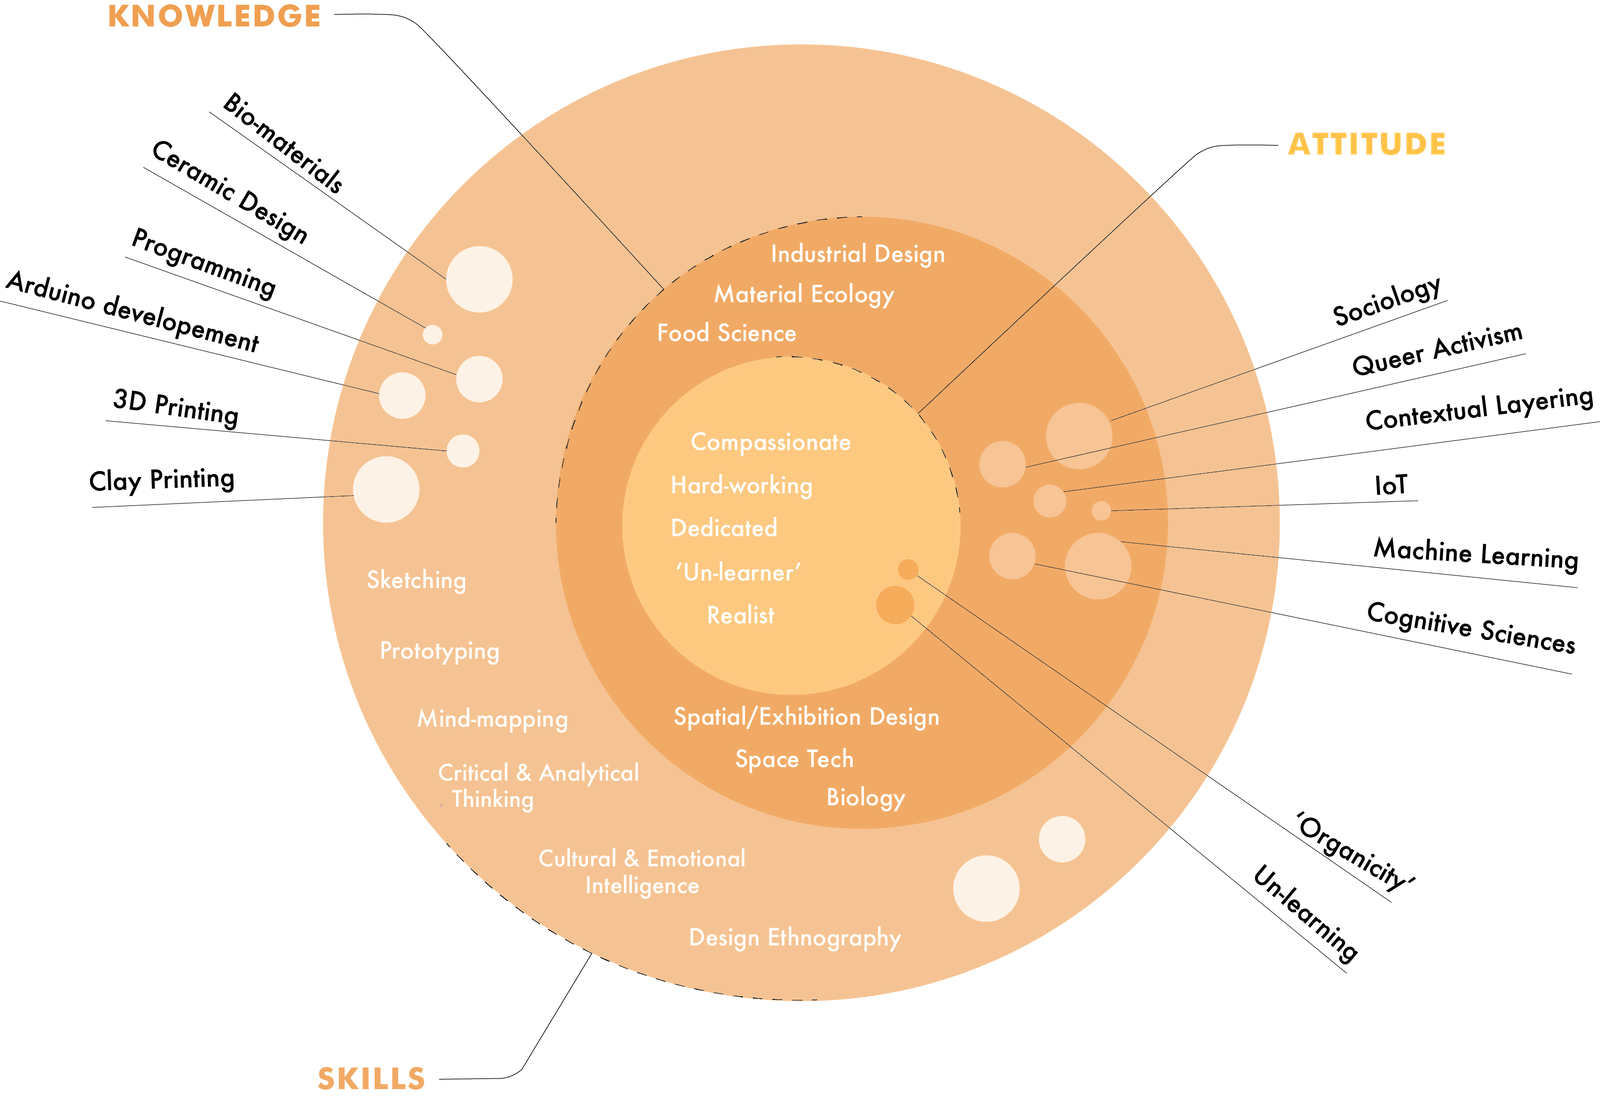 KNOWLEDGE
ATTITUDE
SKILLS
Bio-materials
Ceramic Design
Programming
Arduino developement
3D Printing
Clay Printing
Industrial Design
Material Ecology
Food Science
Compassionate
Hard-working
Dedicated
‘Un-learner’
Realist
Spatial/Exhibition Design
Space Tech
Biology
Sketching
Prototyping
Mind-mapping
Critical & Analytical
Thinking
Cultural & Emotional
Intelligence
Design Ethnography
Sociology
Queer Activism
Contextual Layering
IoT
Machine Learning
Cognitive Sciences
‘Organicity’
Un-learning